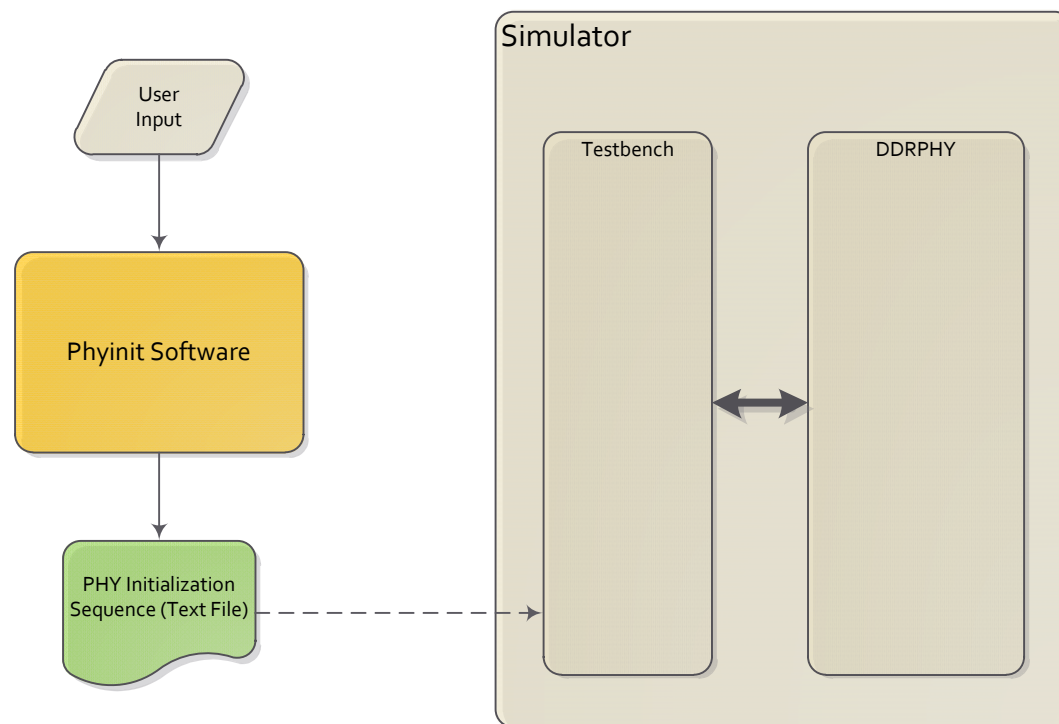 Simulator
User
Input
Testbench
DDRPHY
Phyinit Software
PHY Initialization
Sequence (Text File)